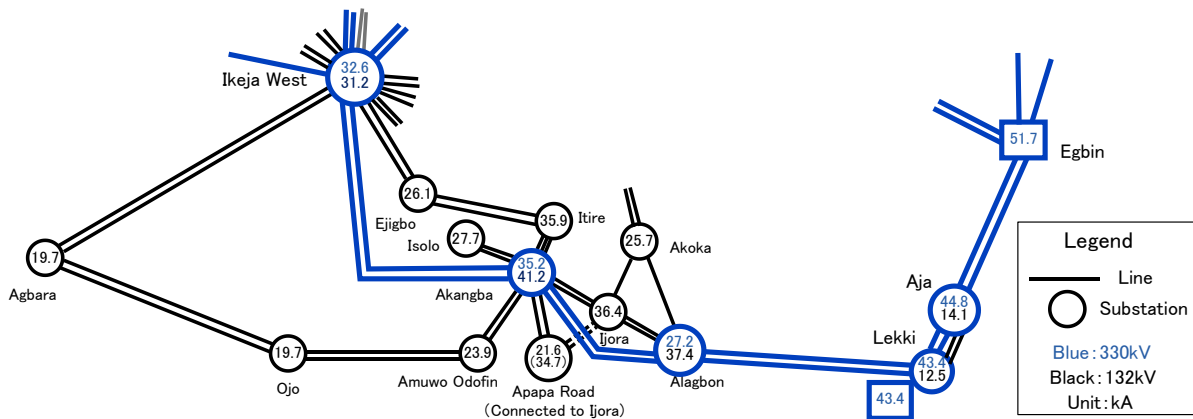 32.6
31.2
Ikeja West
51.7
Egbin
26.1
Ejigbo
35.9
Itire
27.7
Isolo
25.7
Akoka
19.7
Agbara
35.2
41.2
Akangba
36.4
Ijora
Aja
44.8
14.1
Lekki
43.4
12.5
43.4
27.2
37.4
Alagbon
19.7
Ojo
23.9
Amuwo Odofin
21.6
(34.7)
Apapa Road
(Connected to Ijora)
Legend
Line
Substation
Blue：330kV
Black：132kV
Unit：kA